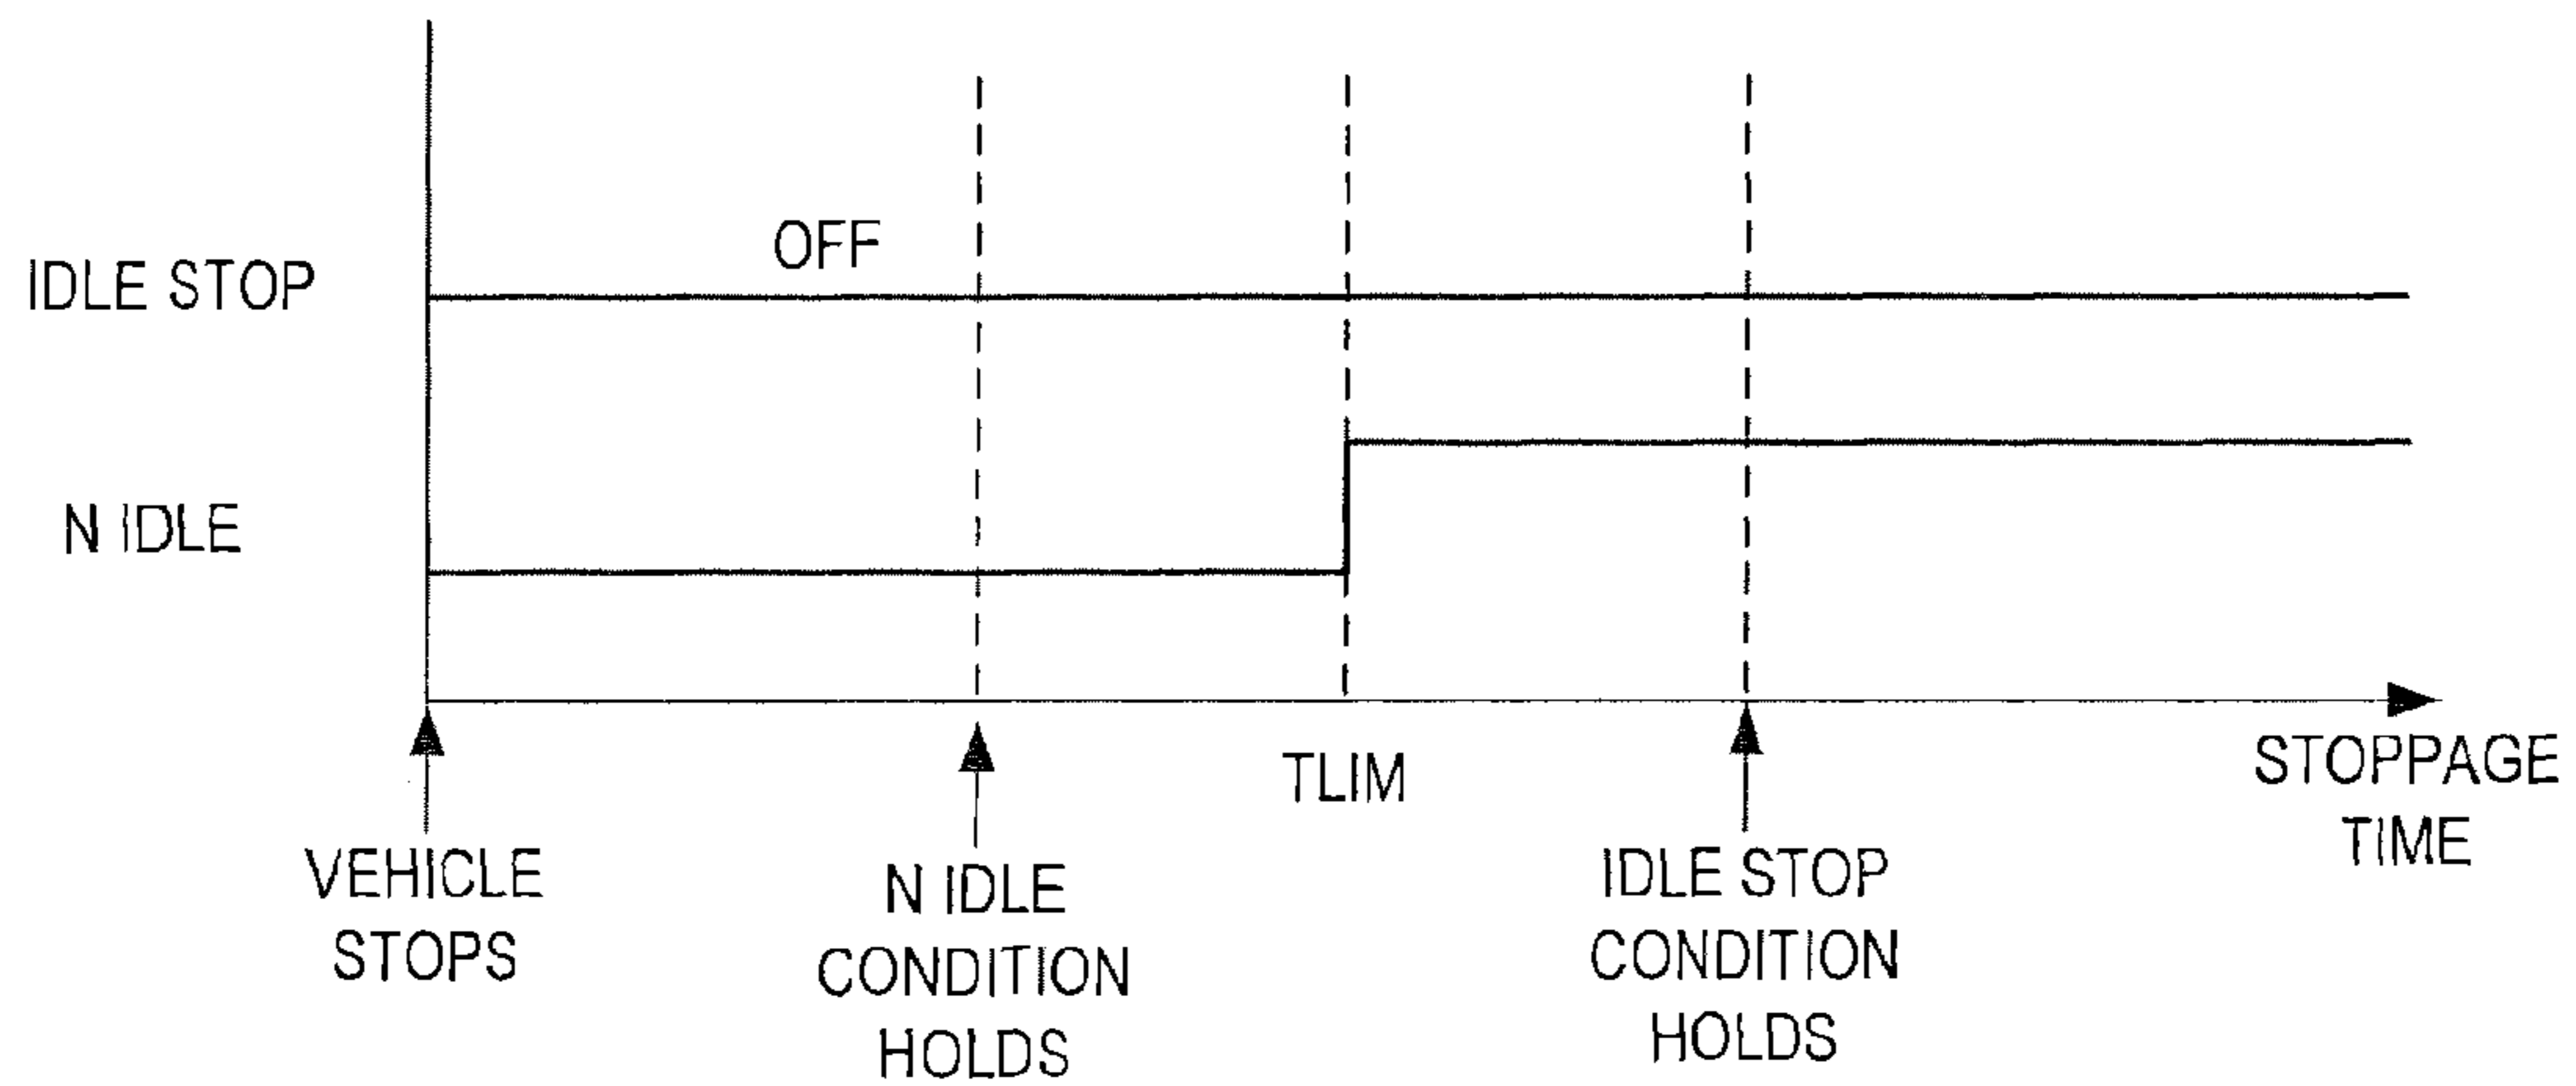 OFF
IDLE STOP
N IDLE
TLIM
STOPPAGE
TIME
VEHICLE
STOPS
N IDLE
CONDITION
HOLDS
IDLE STOP
CONDITION
HOLDS